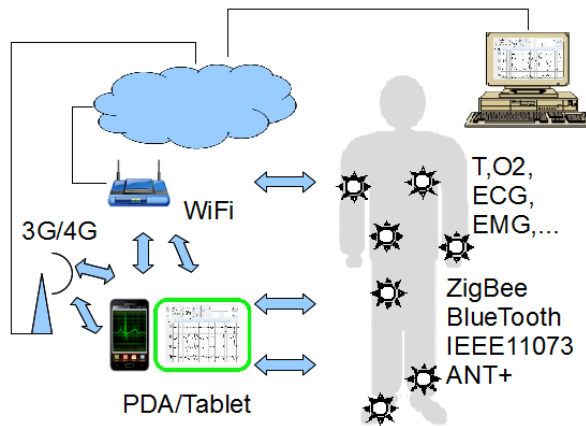 T,O2,
ECG,
EMG,...
WiFi
3G/4G
ZigBee
BlueTooth
IEEE11073
ANT+
PDA/Tablet